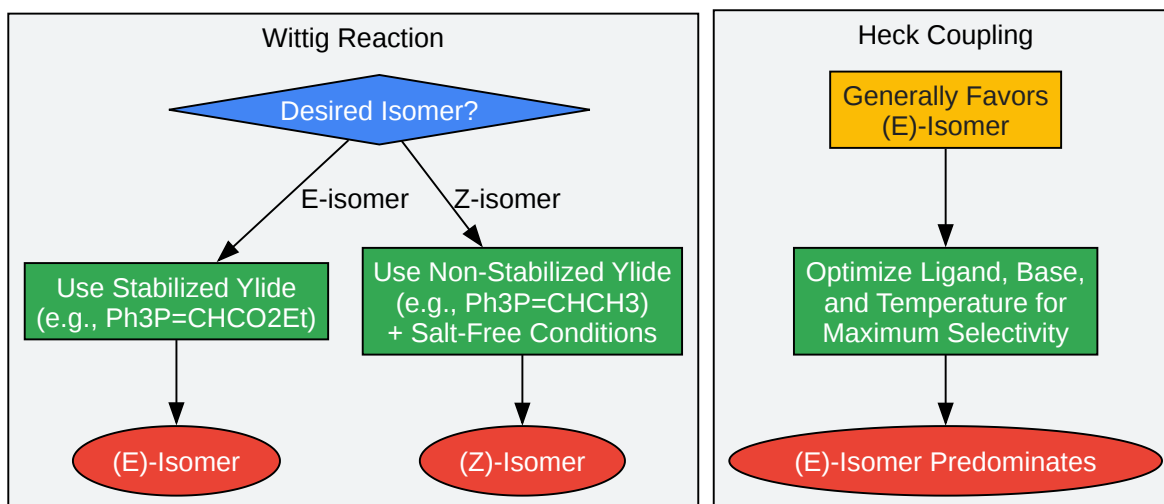 Wittig Reaction
Desired Isomer?
E-isomer
Z-isomer
Use Stabilized Ylide
(e.g., Ph3P=CHCO2Et)
Use Non-Stabilized Ylide
(e.g., Ph3P=CHCH3)
+ Salt-Free Conditions
(E)-Isomer
(Z)-Isomer
Heck Coupling
Generally Favors
(E)-Isomer
Optimize Ligand, Base,
and Temperature for
Maximum Selectivity
(E)-Isomer Predominates